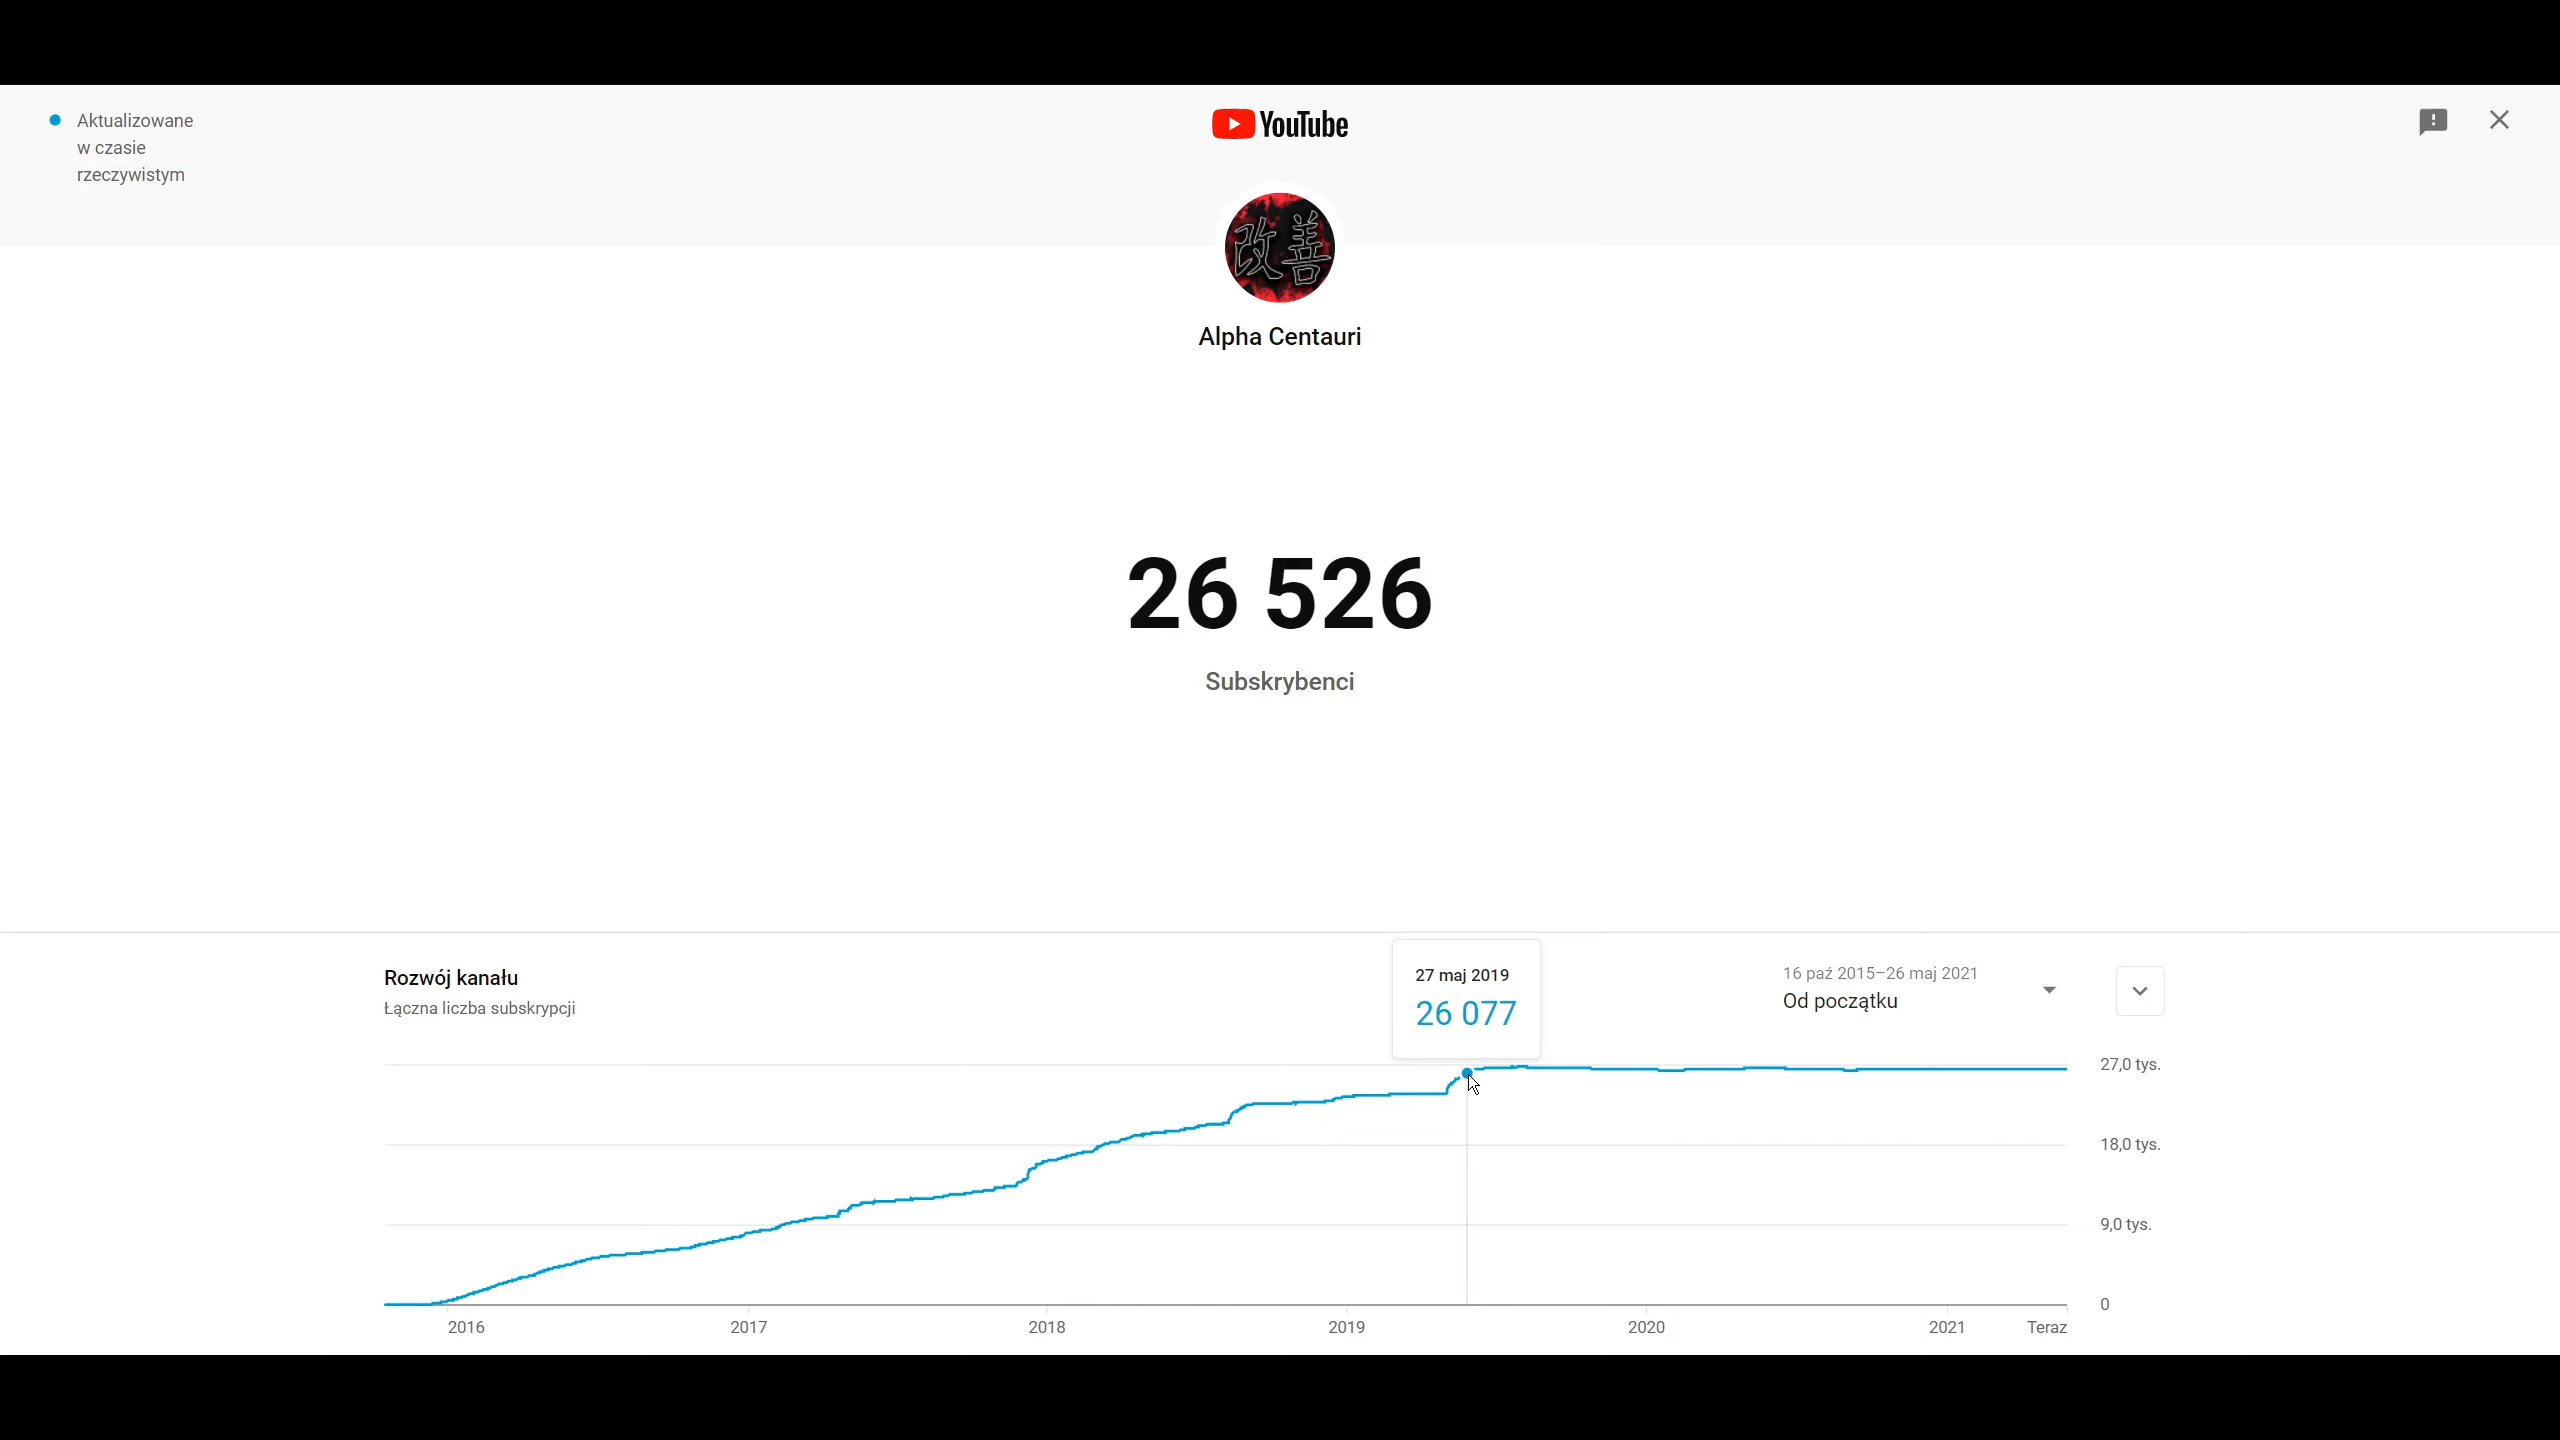 Aktualizowane
w czasie
rzeczywistym
YouTube
改善
Alpha Centauri
26 526
Subskrybenci
Rozwój kanału
Łączna liczba subskrypcji
27 maj 2019
26 077
16 paź 2015–26 maj 2021
Od początku
27,0 tys.
18,0 tys.
9,0 tys.
0
2016 2017 2018 2019 2020 2021 Teraz